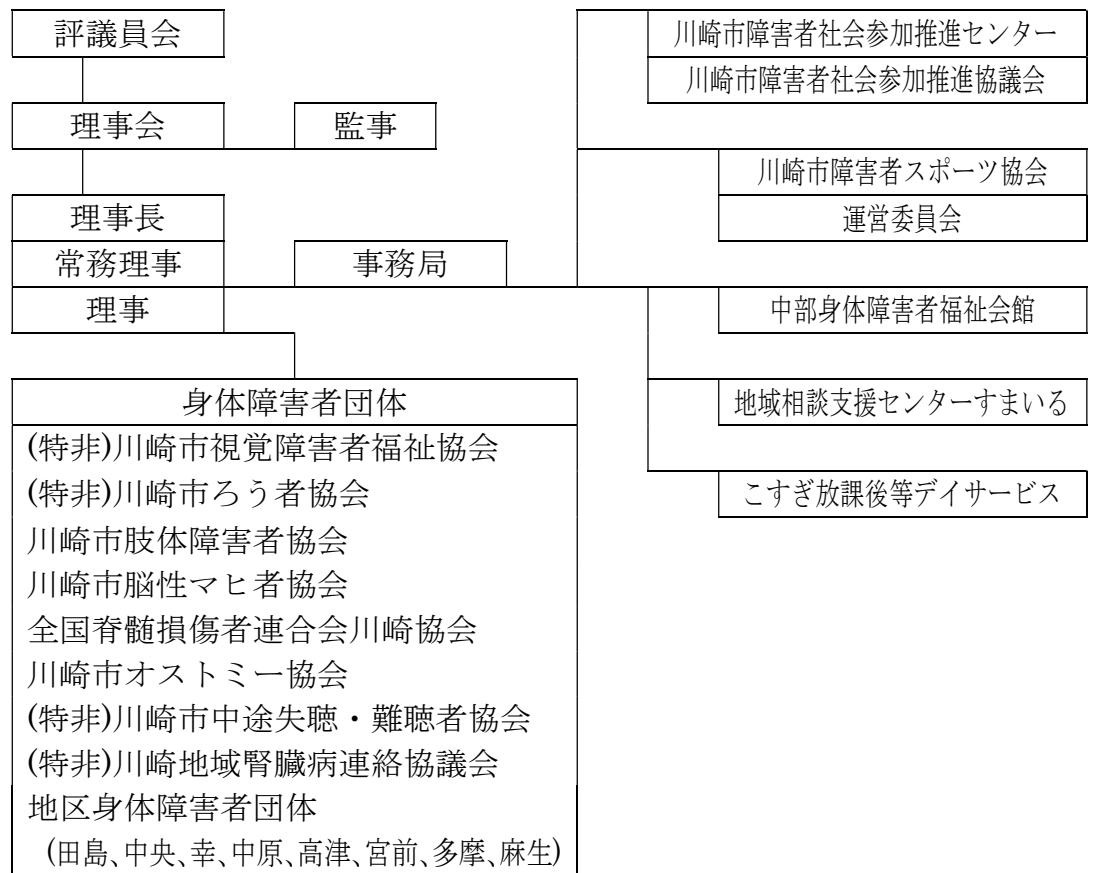 評議員会
理事会
監事
理事長
常務理事
事務局
理事
身体障害者団体
(特非)川崎市視覚障害者福祉協会
(特非)川崎市ろう者協会
川崎市肢体障害者協会
川崎市脳性マヒ者協会
全国脊髄損傷者連合会川崎協会
川崎市オストミー協会
(特非)川崎市中途失聴・難聴者協会
(特非)川崎地域腎臓病連絡協議会
地区身体障害者団体
(田島、中央、幸、中原、高津、宮前、多摩、麻生)
川崎市障害者社会参加推進センター
川崎市障害者社会参加推進協議会
川崎市障害者スポーツ協会
運営委員会
中部身体障害者福祉会館
地域相談支援センターすまいる
こすぎ放課後等デイサービス